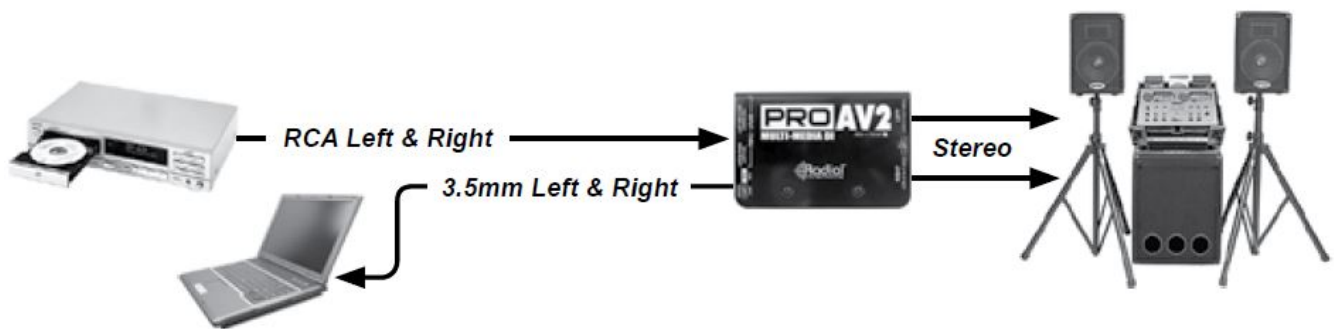 RCA Left & Right
3.5mm Left & Right
PRO AV2
MULTI-MEDIA DI
Radial
Stereo